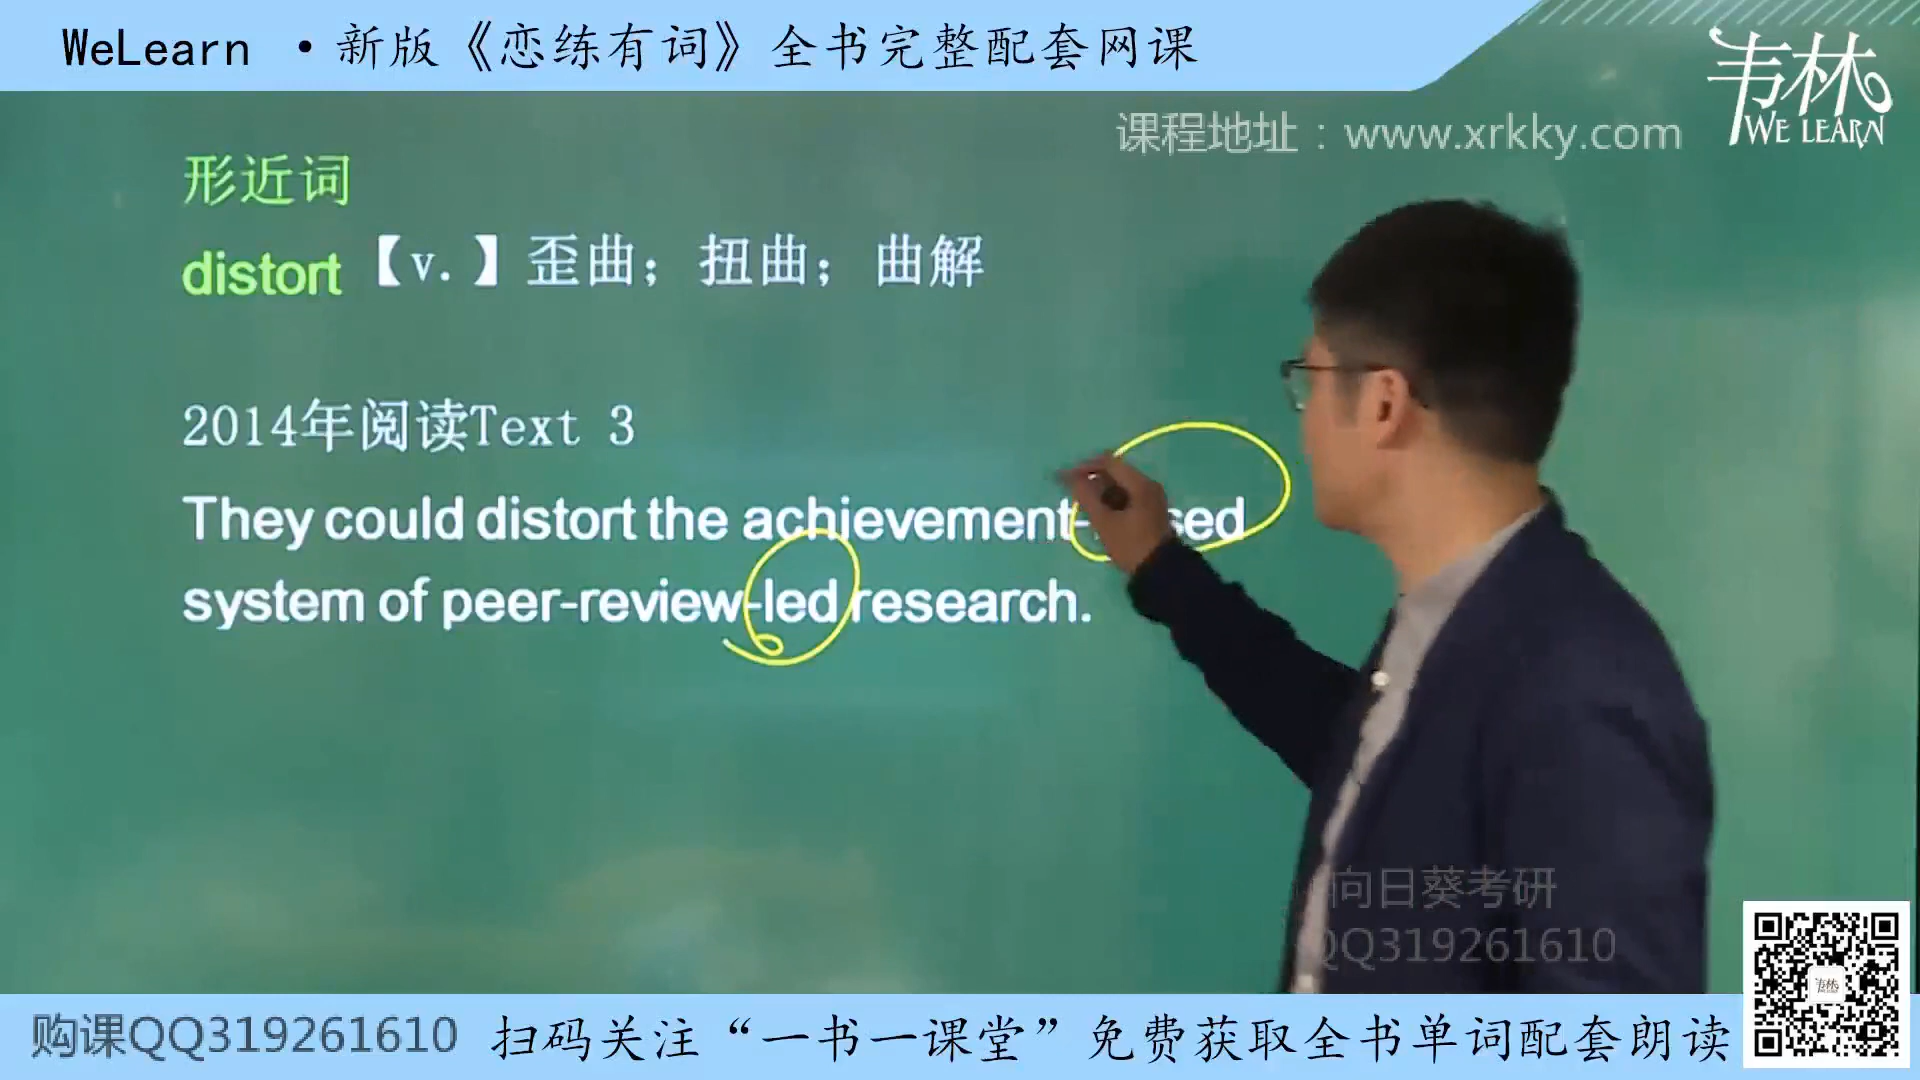 WeLearn ·新版《恋练有词》全书完整配套网课
韦林
WE LEARN
课程地址：www.xrkky.com
形近词
distort【v.】歪曲；扭曲；曲解
2014年阅读Text 3
They could distort the achievement- sed
system of peer-review-led research.
向日葵考研
QQ319261610
购课QQ319261610
扫码关注“一书一课堂”免费获取全书单词配套朗读
韦林